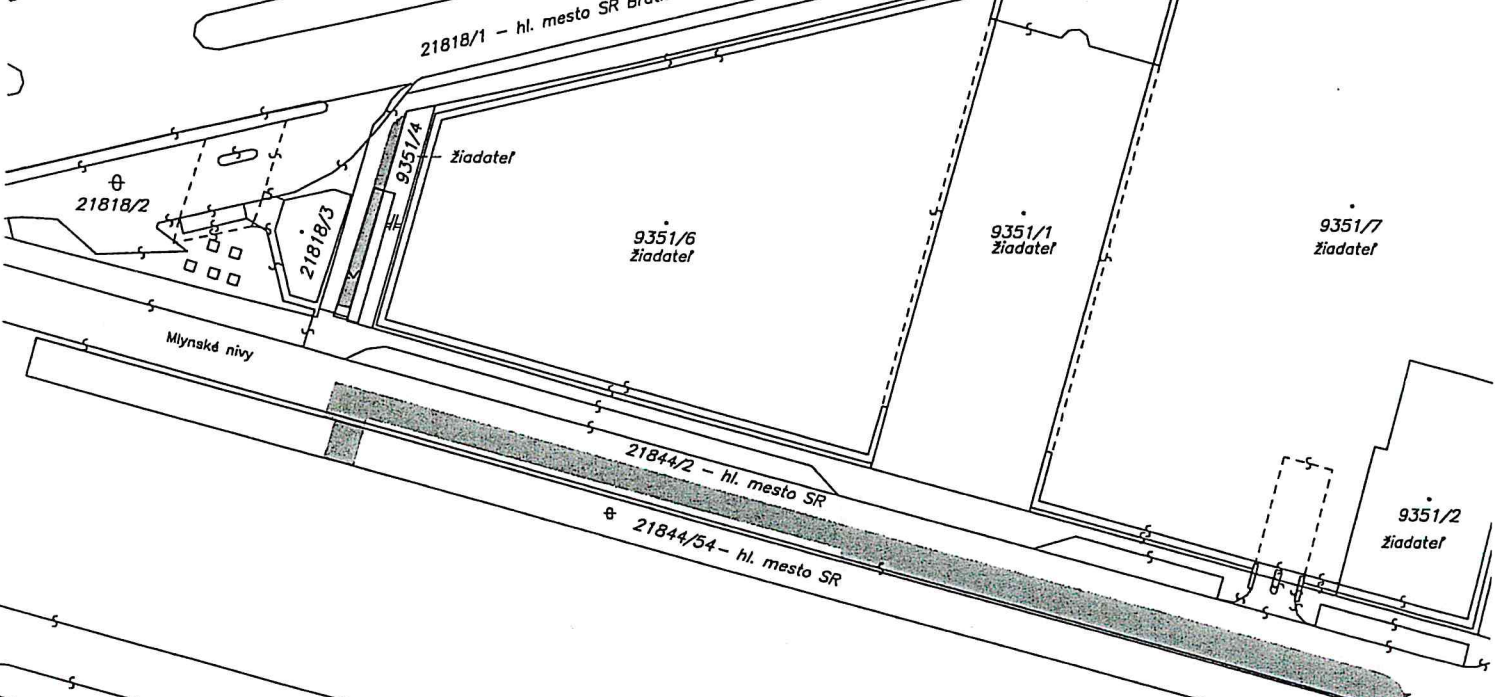 21818/1 – hl. mesto SR
9351/4
žiadateľ
21818/2
21818/3
9351/6
žiadateľ
9351/1
žiadateľ
9351/7
žiadateľ
Mlynské nivy
21844/2 – hl. mesto SR
21844/54 – hl. mesto SR
9351/2
žiadateľ